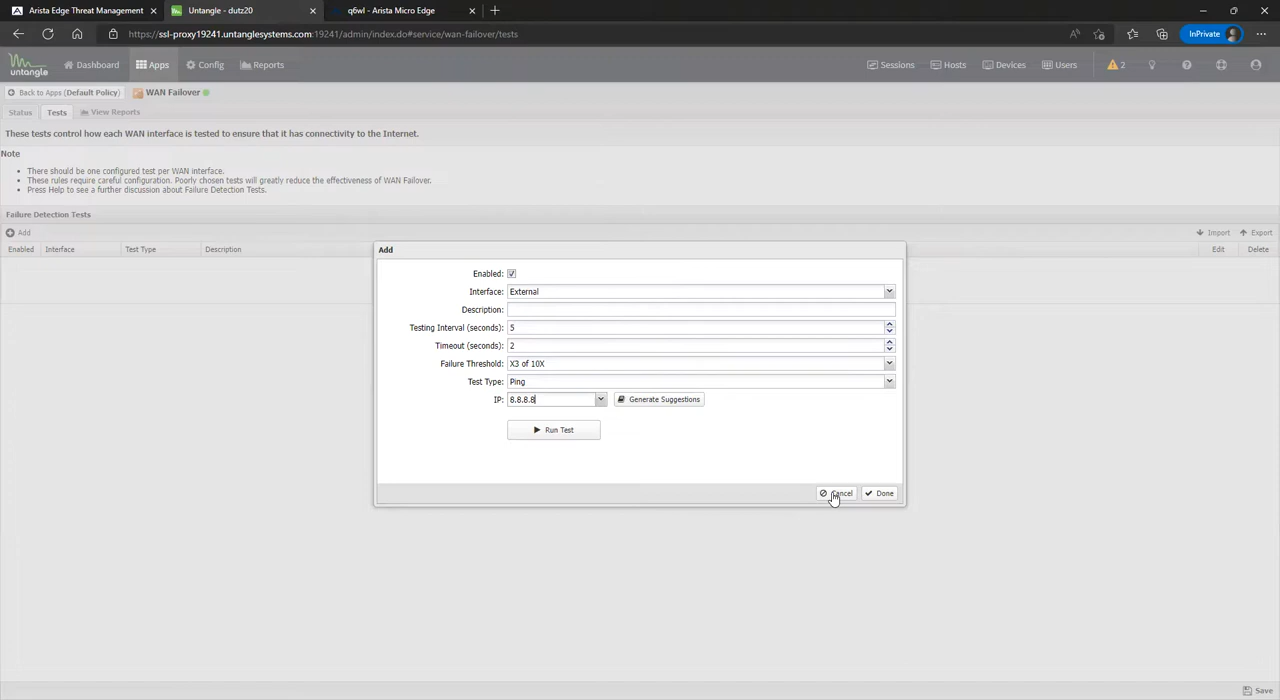 Arista Edge Threat Management
Untangle - dutz20
q6wl - Arista Micro Edge
https://ssl-proxy19241.untanglesystems.com:19241/admin/index.do#service/wan-failover/tests
InPrivate
untangle
Dashboard
Apps
Config
Reports
Sessions
Hosts
Devices
Users
2
Back to Apps (Default Policy)
WAN Failover
Status
Tests
View Reports
These tests control how each WAN interface is tested to ensure that it has connectivity to the Internet.
Note
There should be one configured test per WAN interface.
These rules require careful configuration. Poorly chosen tests will greatly reduce the effectiveness of WAN Failover.
Press Help to see a further discussion about Failure Detection Tests.
Failure Detection Tests
Add
Import
Export
Enabled
Interface
Test Type
Description
Edit
Delete
Add
Enabled:
Interface: External
Description:
Testing Interval (seconds): 5
Timeout (seconds): 2
Failure Threshold: X3 of 10X
Test Type: Ping
IP: 8.8.8.8
Generate Suggestions
Run Test
Cancel
Done
Save